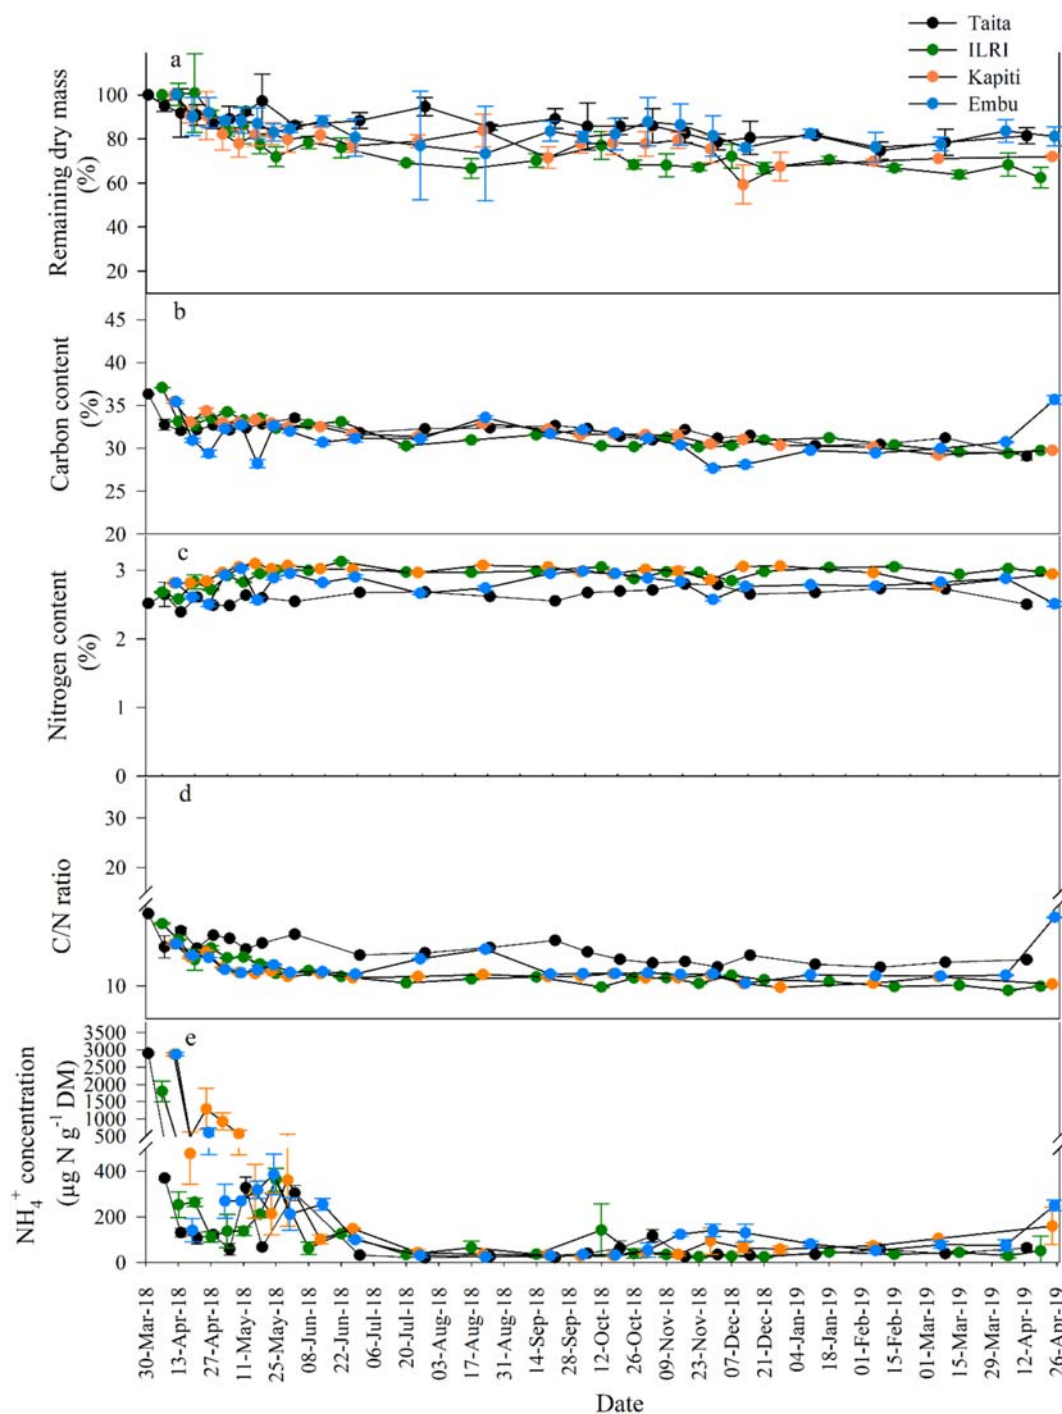 Taita
ILRI
Kapiti
Embu
a
Remaining dry mass
(%)
100
80
60
40
20
b
Carbon content
(%)
45
40
35
30
25
20
c
Nitrogen content
(%)
3
2
1
0
d
C/N ratio
30
20
10
e
NH4+ concentration
(µg N g-1 DM)
3500
3000
2500
2000
1500
1000
500
400
200
0
30-Mar-18
13-Apr-18
27-Apr-18
11-May-18
25-May-18
08-Jun-18
22-Jun-18
06-Jul-18
20-Jul-18
03-Aug-18
17-Aug-18
31-Aug-18
14-Sep-18
28-Sep-18
12-Oct-18
26-Oct-18
09-Nov-18
23-Nov-18
07-Dec-18
21-Dec-18
04-Jan-19
18-Jan-19
01-Feb-19
15-Feb-19
01-Mar-19
15-Mar-19
29-Mar-19
12-Apr-19
26-Apr-19
Date